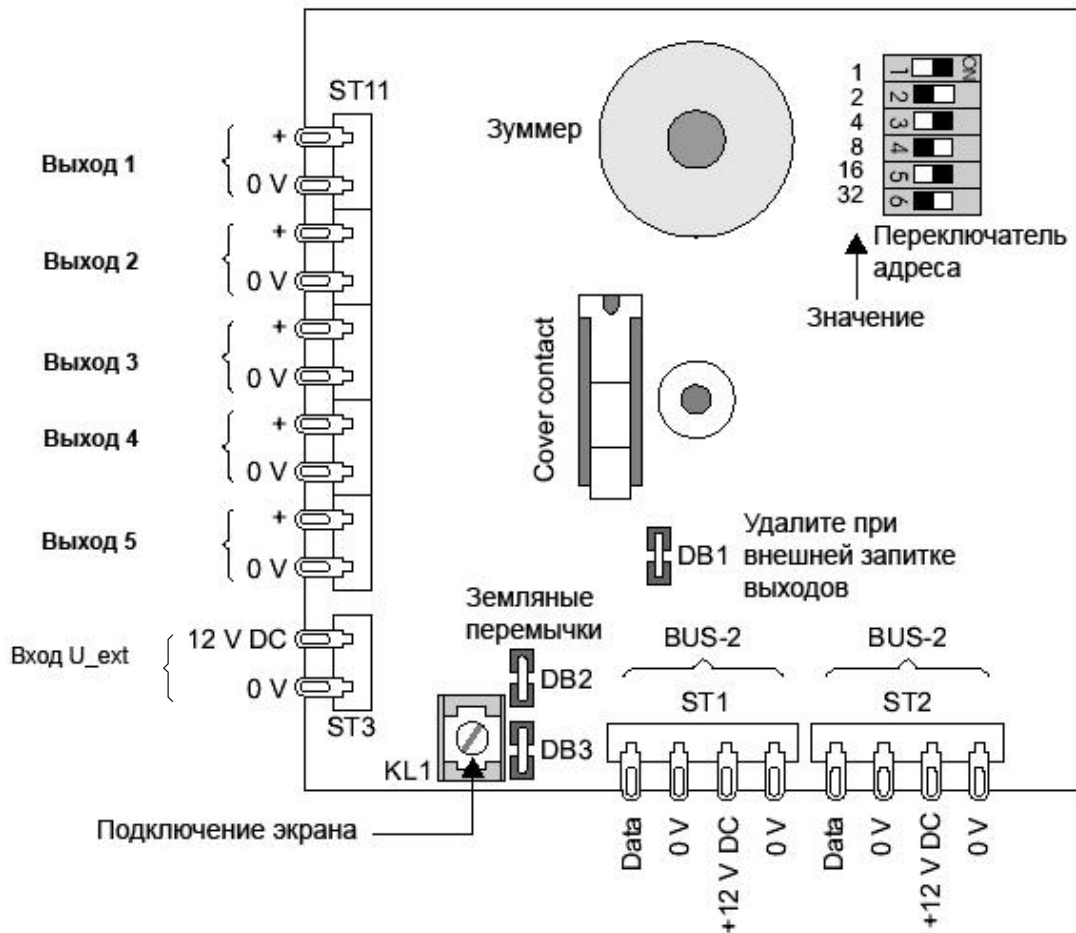 ST11
Выход 1
+
0 V
Выход 2
+
0 V
Выход 3
+
0 V
Выход 4
+
0 V
Выход 5
+
0 V
Вход U_ext
12 V DC
0 V
ST3
Зуммер
1
2
4
8
16
32
ON
1
2
3
4
5
6
Переключатель
адреса
Значение
Cover contact
DB1
Удалите при
внешней запитке
выходов
Земляные
перемычки
DB2
DB3
KL1
Подключение экрана
BUS-2
ST1
Data
0 V
+12 V DC
0 V
BUS-2
ST2
Data
0 V
+12 V DC
0 V